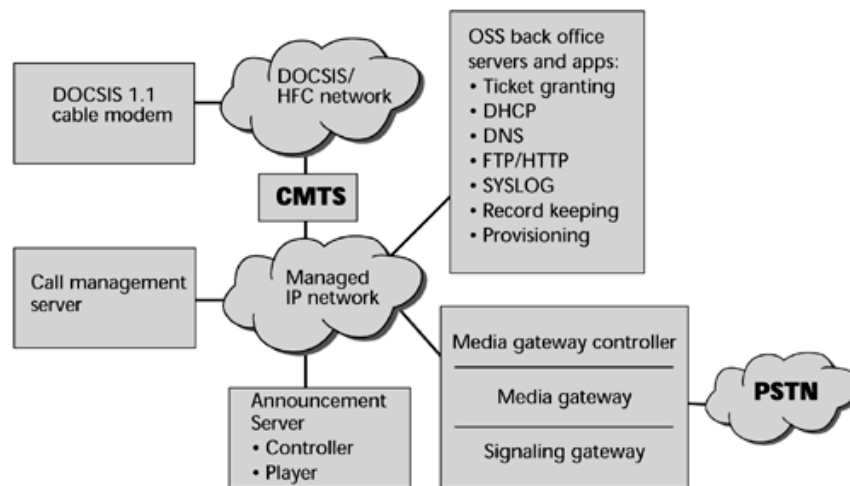 DOCSIS 1.1
cable modem
DOCSIS/
HFC network
OSS back office
servers and apps:
• Ticket granting
• DHCP
• DNS
• FTP/HTTP
• SYSLOG
• Record keeping
• Provisioning
CMTS
Call management
server
Managed
IP network
Media gateway controller
Media gateway
Signaling gateway
PSTN
Announcement
Server
• Controller
• Player